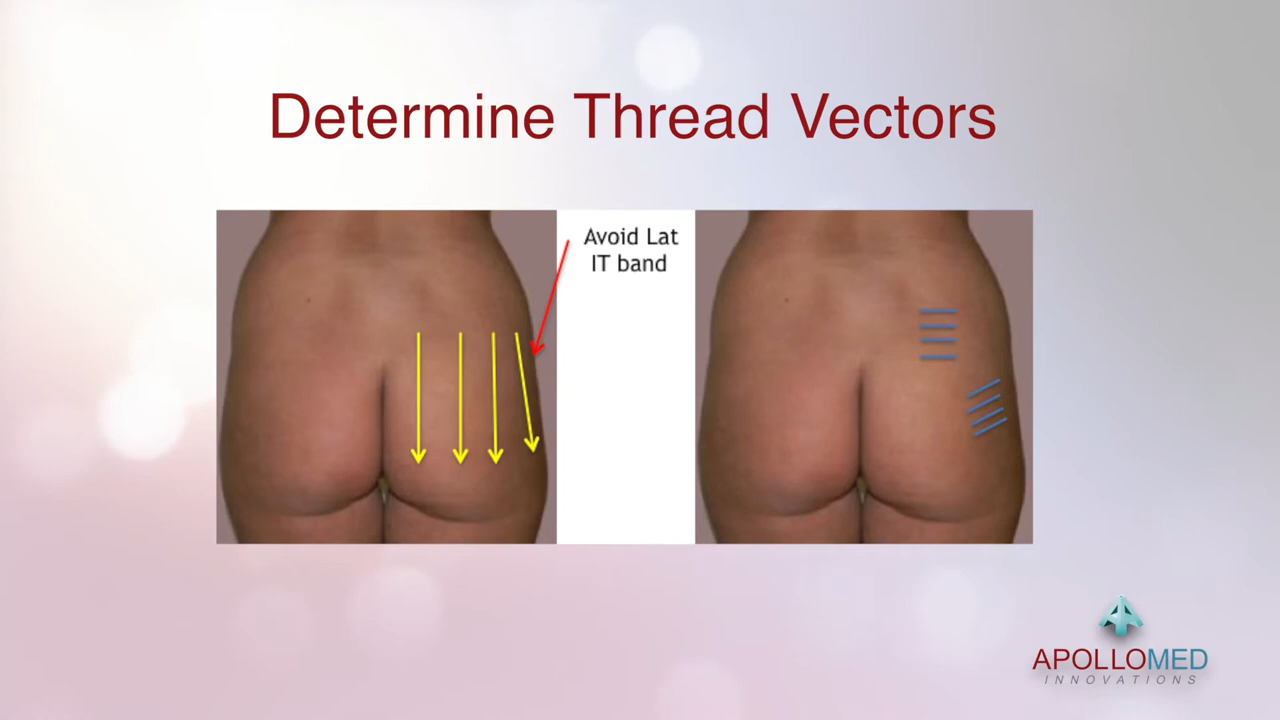 Determine Thread Vectors
Avoid Lat
IT band
APOLLOMED
INNOVATIONS